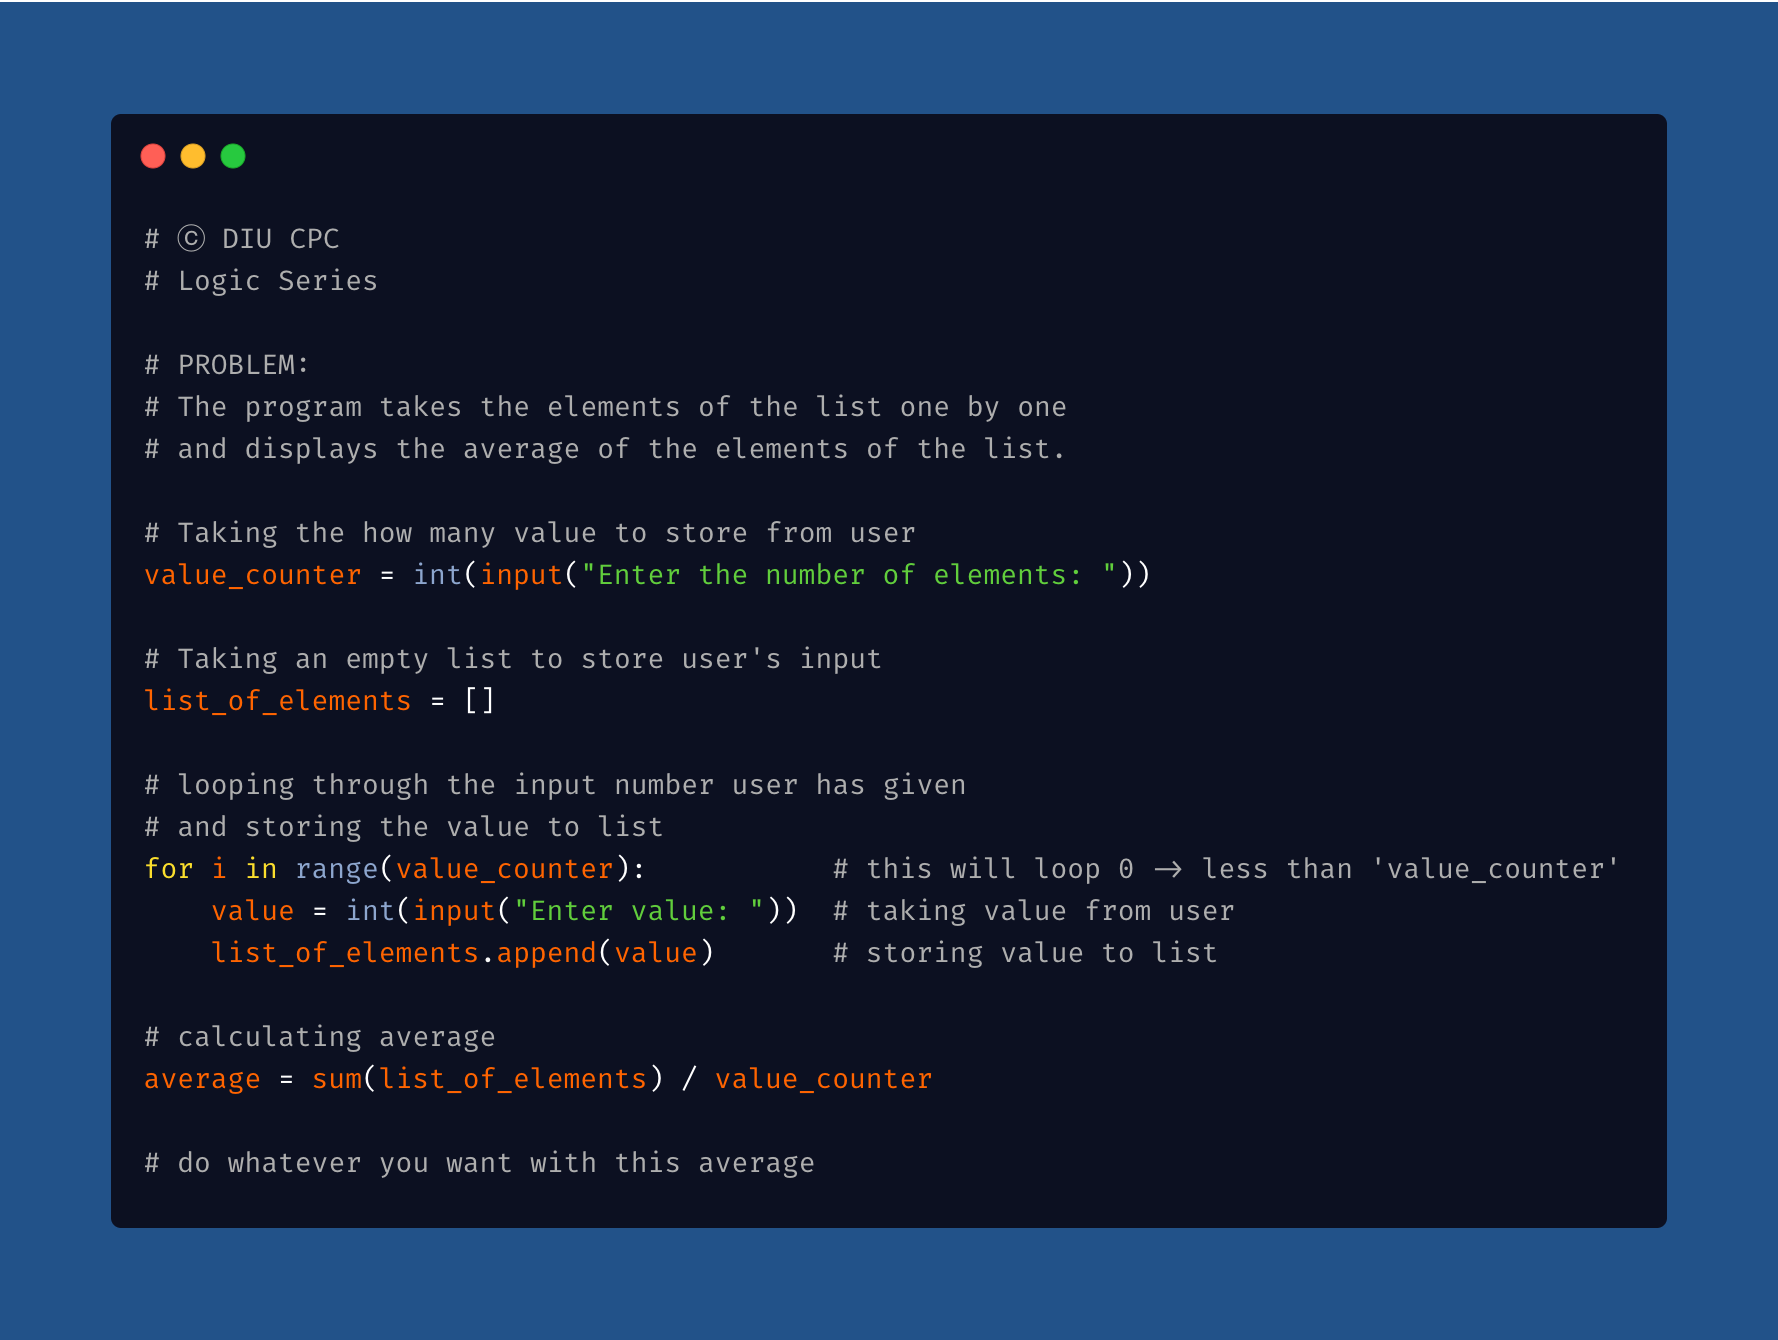 # ⓒ DIU CPC
# Logic Series
# PROBLEM:
# The program takes the elements of the list one by one
# and displays the average of the elements of the list.
# Taking the how many value to store from user
value_counter = int(input("Enter the number of elements: "))
# Taking an empty list to store user's input
list_of_elements = []
# looping through the input number user has given
# and storing the value to list
for i in range(value_counter):           # this will loop 0 -> less than 'value_counter'
    value = int(input("Enter value: "))  # taking value from user
    list_of_elements.append(value)       # storing value to list
# calculating average
average = sum(list_of_elements) / value_counter
# do whatever you want with this average